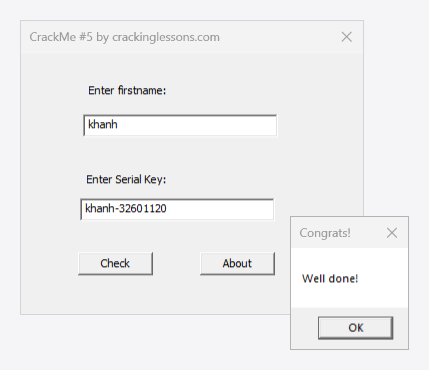 CrackMe #5 by crackinglessons.com
Enter firstname:
khanh
Enter Serial Key:
khanh-32601120
Check
About
Congrats!
Well done!
OK